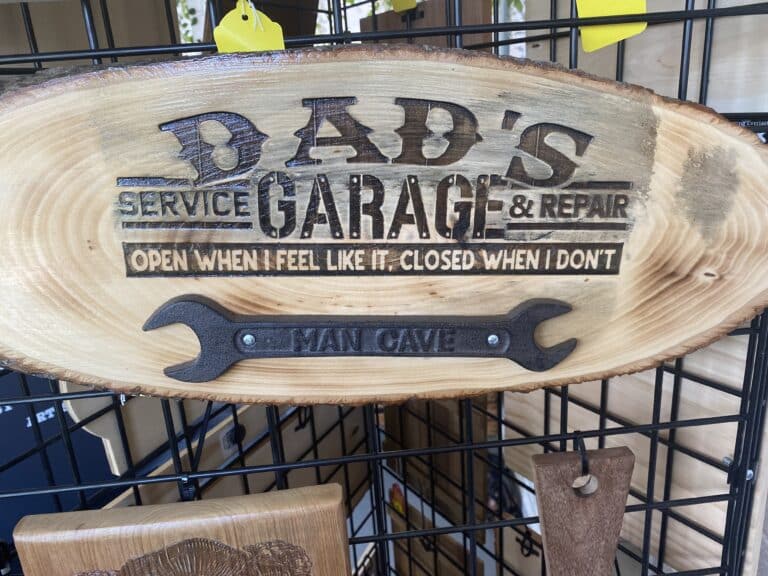 DAD'S
SERVICE GARAGE & REPAIR
OPEN WHEN I FEEL LIKE IT, CLOSED WHEN I DON'T
MAN CAVE